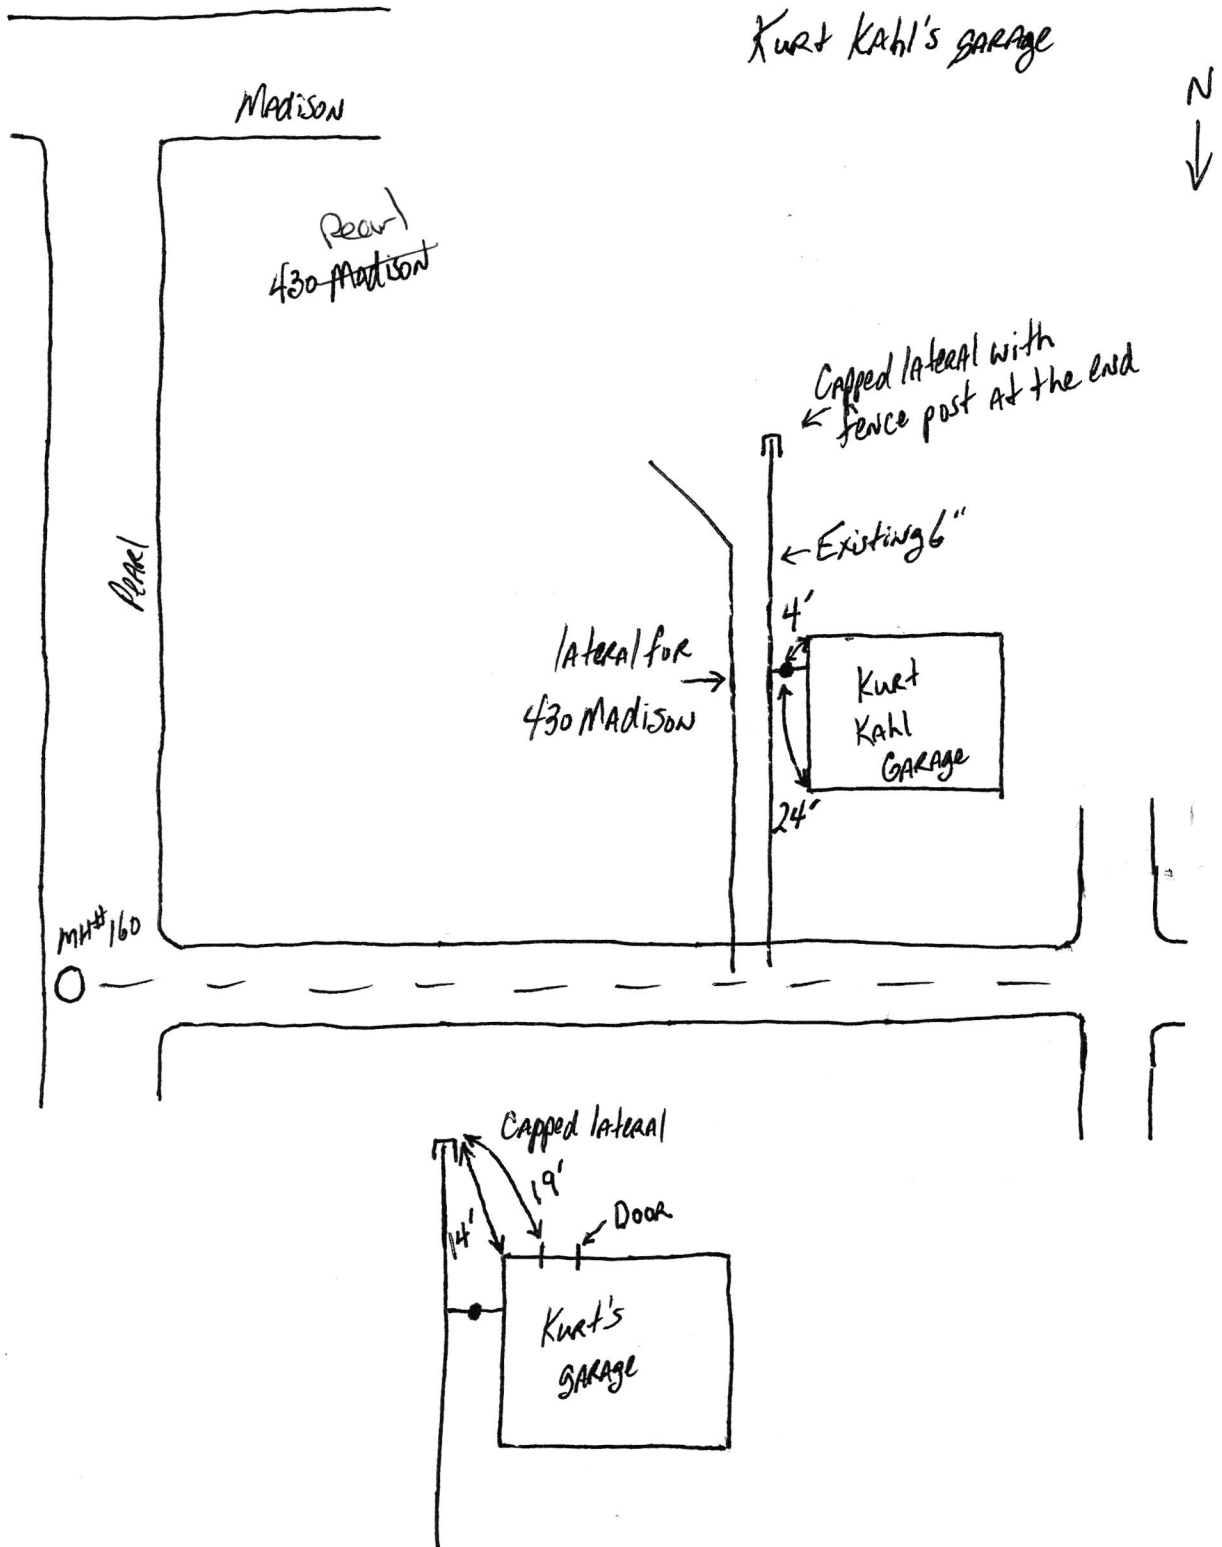 Kurt Kahl's garage
N
Madison
Pearl
430 Madison
Capped lateral with
fence post at the end
Existing 6"
Pearl
4'
lateral for
430 Madison
Kurt
Kahl
Garage
24'
MH#160
Capped lateral
19'
14'
Door
Kurt's
garage